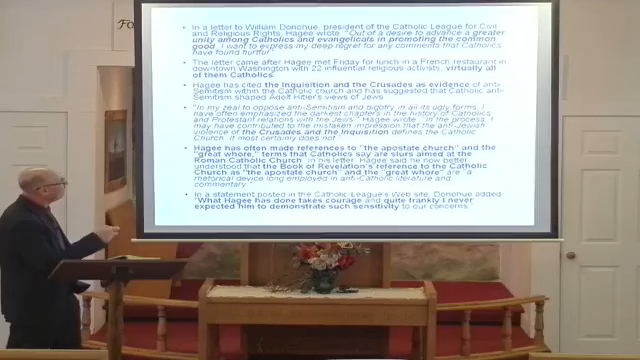 Fo
• In a letter to William Donohue, president of the Catholic League for Civil
and Religious Rights, Hagee wrote: "Out of a desire to advance a greater
unity among Catholics and evangelicals in promoting the common
good, I want to express my deep regret for any comments that Catholics
have found hurtful."
• The letter came after Hagee met Friday for lunch in a French restaurant in
downtown Washington with 22 influential religious activists, virtually all
of them Catholics.
• Hagee has cited the Inquisition and the Crusades as evidence of anti-
Semitism within the Catholic church and has suggested that Catholic anti-
Semitism shaped Adolf Hitler's views of Jews.
• "In my zeal to oppose anti-Semitism and bigotry in all its ugly forms, I
have often emphasized the darkest chapters in the history of Catholic
and Protestant relations with the Jews," Hagee wrote. "In the process, I
may have contributed to the mistaken impression that the anti-Jewish
violence of the Crusades and the Inquisition defines the Catholic
Church. It most certainly does not."
• Hagee has often made references to "the apostate church" and the
"great whore," terms that Catholics say are slurs aimed at the
Roman Catholic Church. In his letter, Hagee said he now better
understood that the Book of Revelation's reference to the Catholic
Church as "the apostate church" and the "great whore" are "a
rhetorical device long employed in anti-Catholic literature and
commentary."
• In a statement posted in the Catholic League's Web site, Donohue added
"What Hagee has done takes courage and quite frankly I never
expected him to demonstrate such sensitivity to our concerns."